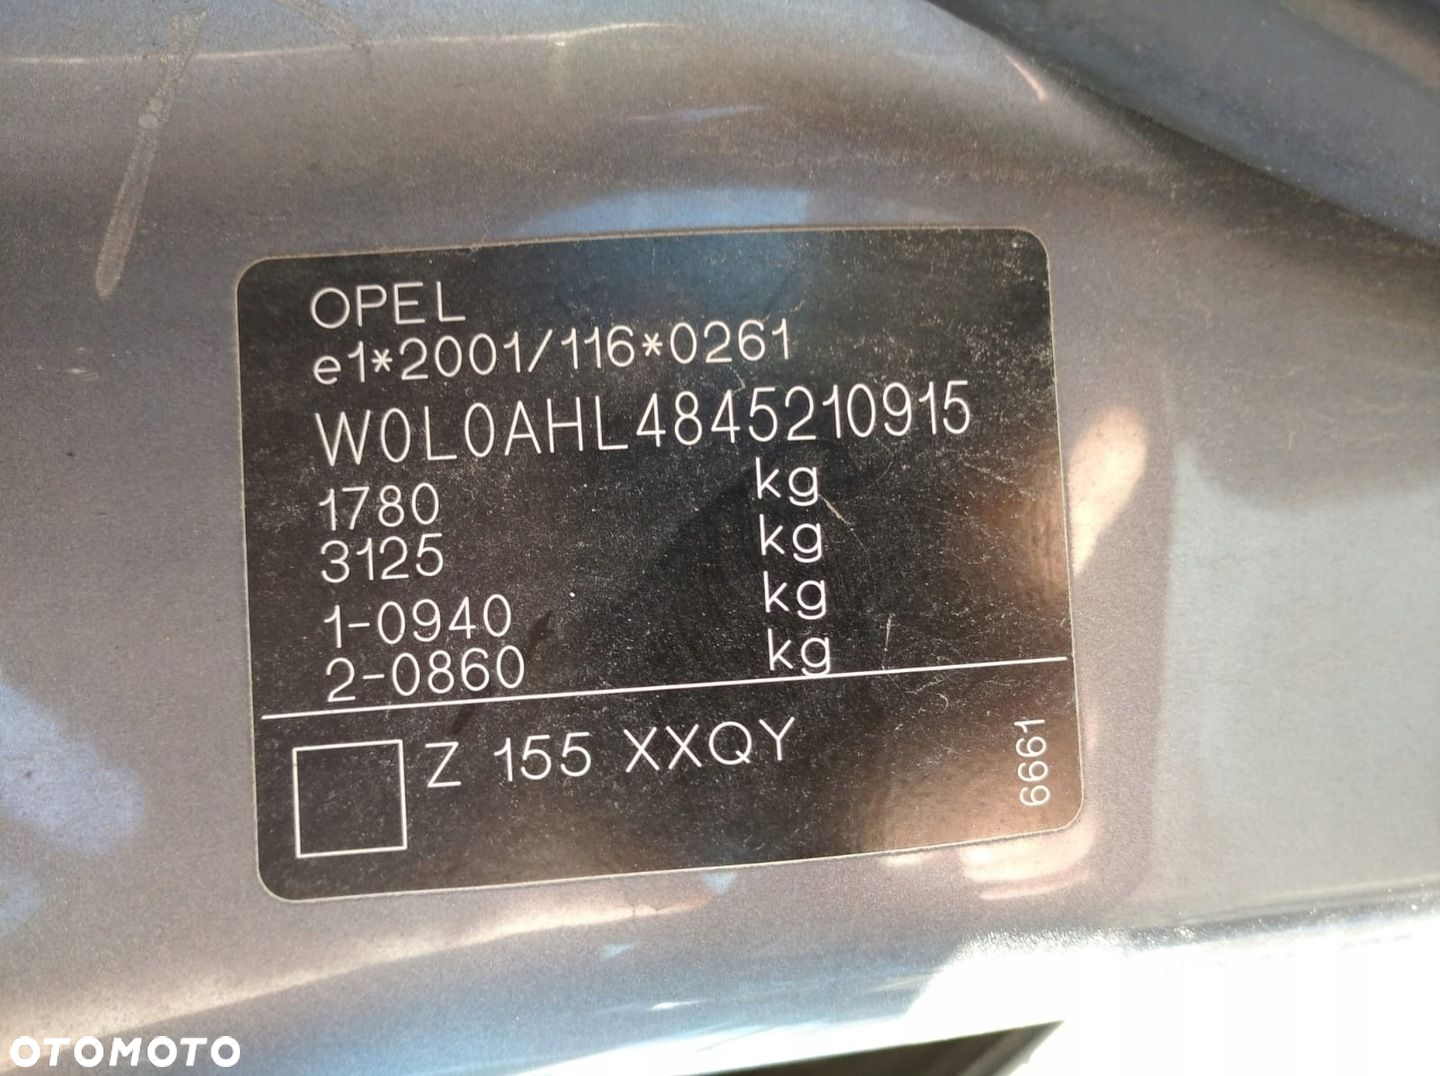 OPEL
e1*2001/116*0261
W0L0AHL4845210915
1780 kg
3125 kg
1-0940 kg
2-0860 kg
Z 155 XXQY
6661
OTOMOTO